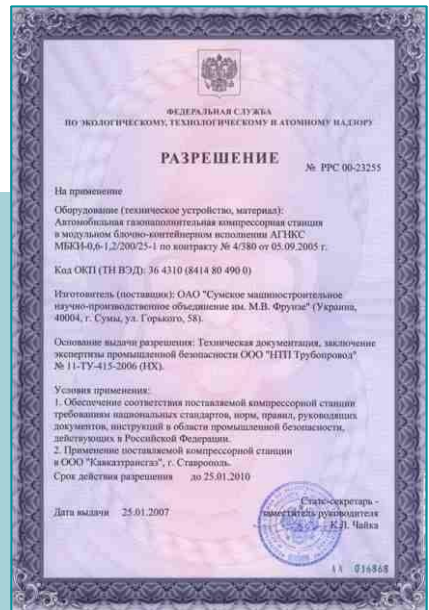 ФЕДЕРАЛЬНАЯ СЛУЖБА
ПО ЭКОЛОГИЧЕСКОМУ, ТЕХНОЛОГИЧЕСКОМУ И АТОМНОМУ НАДЗОРУ
РАЗРЕШЕНИЕ
№ РРС 00-23255
На применение
Оборудование (техническое устройство, материал):
Автомобильная газонаполнительная компрессорная станция
в модульном блочно-контейнерном исполнении АГНКС
МБКИ-0,6-1,2/200/25-1 по контракту № 4/380 от 05.09.2005 г.
Код ОКП (ТН ВЭД): 36 4310 (8414 80 490 0)
Изготовитель (поставщик): ОАО "Сумское машиностроительное
научно-производственное объединение им. М.В. Фрунзе" (Украина,
40004, г. Сумы, ул. Горького, 58).
Основание выдачи разрешения: Техническая документация, заключение
экспертизы промышленной безопасности ООО "НТП Трубопровод"
№ 11-ТУ-415-2006 (НХ).
Условия применения:
1. Обеспечение соответствия поставляемой компрессорной станции
требованиям национальных стандартов, норм, правил, руководящих
документов, инструкций в области промышленной безопасности,
действующих в Российской Федерации.
2. Применение поставляемой компрессорной станции
в ООО "Кавказтрансгаз", г. Ставрополь.
Срок действия разрешения до 25.01.2010
Дата выдачи 25.01.2007
Статс-секретарь -
заместитель руководителя
К.Л. Чайка
АА 016868